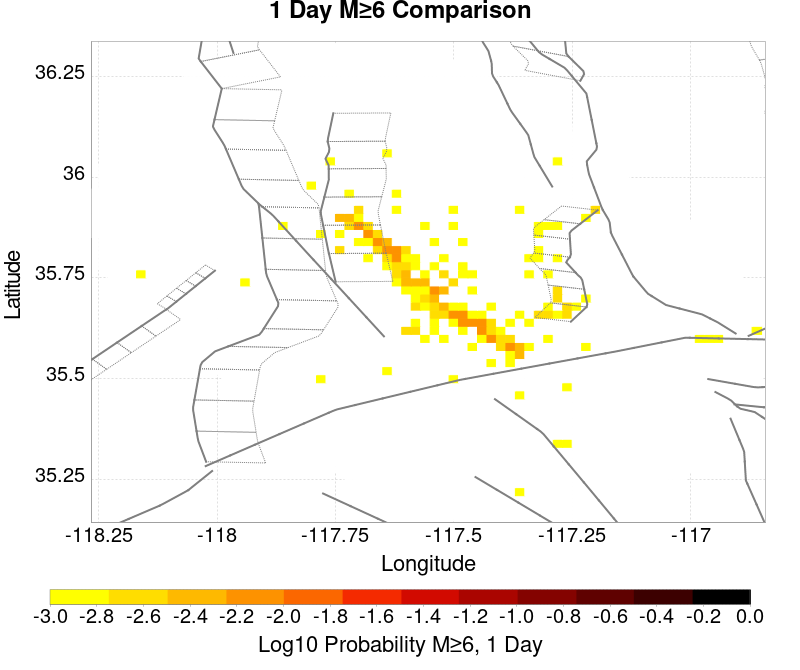 1 Day M≥6 Comparison
36.25
36
35.75
35.5
35.25
Latitude
-118.25 -118 -117.75 -117.5 -117.25 -117
Longitude
-3.0 -2.8 -2.6 -2.4 -2.2 -2.0 -1.8 -1.6 -1.4 -1.2 -1.0 -0.8 -0.6 -0.4 -0.2 0.0
Log10 Probability M≥6, 1 Day